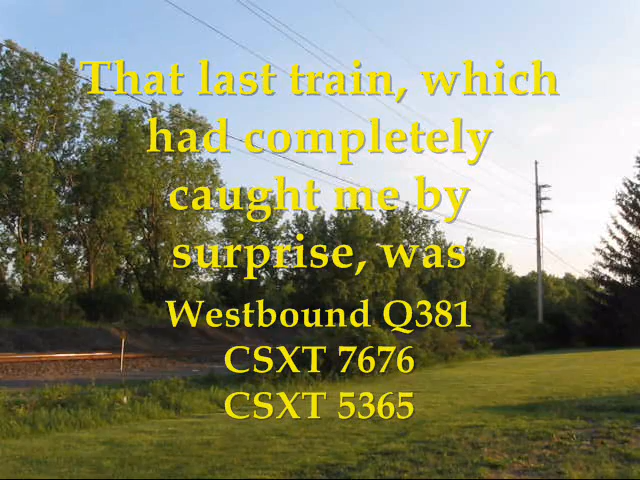 That last train, which
had completely
caught me by
surprise, was
Westbound Q381
CSXT 7676
CSXT 5365